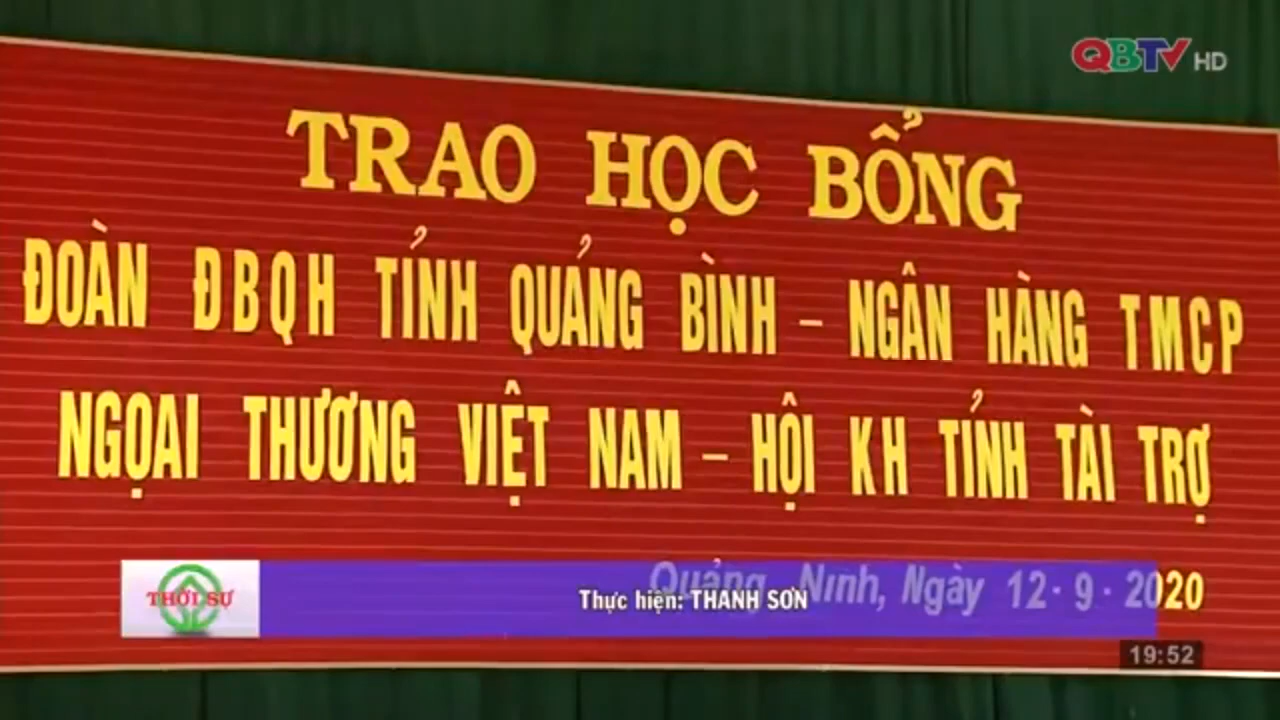 QBTV HD
TRAO HỌC BỔNG
ĐOÀN ĐBQH TỈNH QUẢNG BÌNH - NGÂN HÀNG TMCP
NGOẠI THƯƠNG VIỆT NAM - HỘI KH TỈNH TÀI TRỢ
Quảng Ninh, Ngày 12·9·2020
THỜI SỰ
Thực hiện: THANH SƠN
19:52